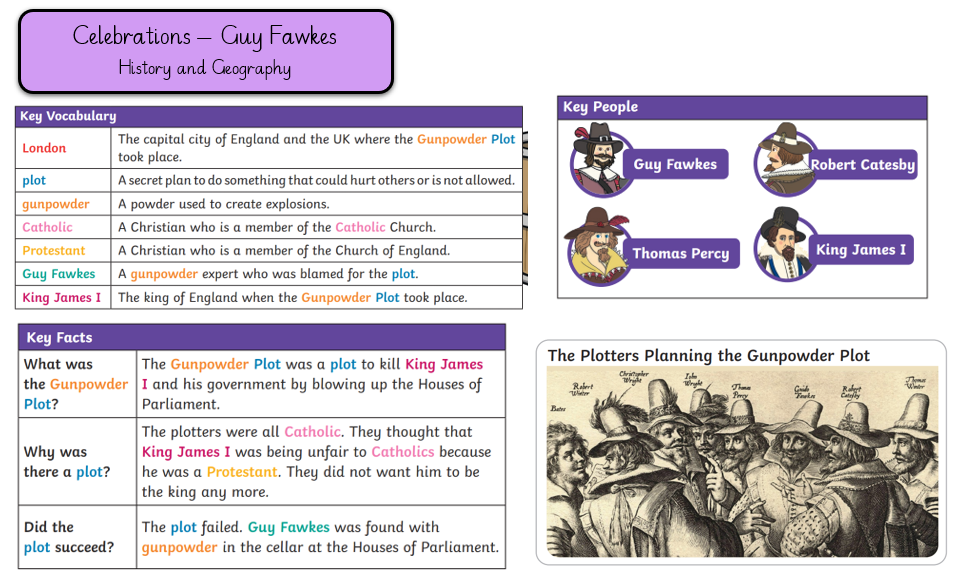 Celebrations – Guy Fawkes
History and Geography
Key Vocabulary
London
The capital city of England and the UK where the Gunpowder Plot
took place.
plot
A secret plan to do something that could hurt others or is not allowed.
gunpowder
A powder used to create explosions.
Catholic
A Christian who is a member of the Catholic Church.
Protestant
A Christian who is a member of the Church of England.
Guy Fawkes
A gunpowder expert who was blamed for the plot.
King James I
The king of England when the Gunpowder Plot took place.
Key People
Guy Fawkes
Robert Catesby
Thomas Percy
King James I
Key Facts
What was
the Gunpowder
Plot?
The Gunpowder Plot was a plot to kill King James
I and his government by blowing up the Houses of
Parliament.
Why was
there a plot?
The plotters were all Catholic. They thought that
King James I was being unfair to Catholics because
he was a Protestant. They did not want him to be
the king any more.
Did the
plot succeed?
The plot failed. Guy Fawkes was found with
gunpowder in the cellar at the Houses of Parliament.
The Plotters Planning the Gunpowder Plot
Bates
Robert
Winter
Christopher
Wright
Iohn
Wright
Thomas
Percy
Guido
Fawkes
Robert
Catesby
Thomas
Winter